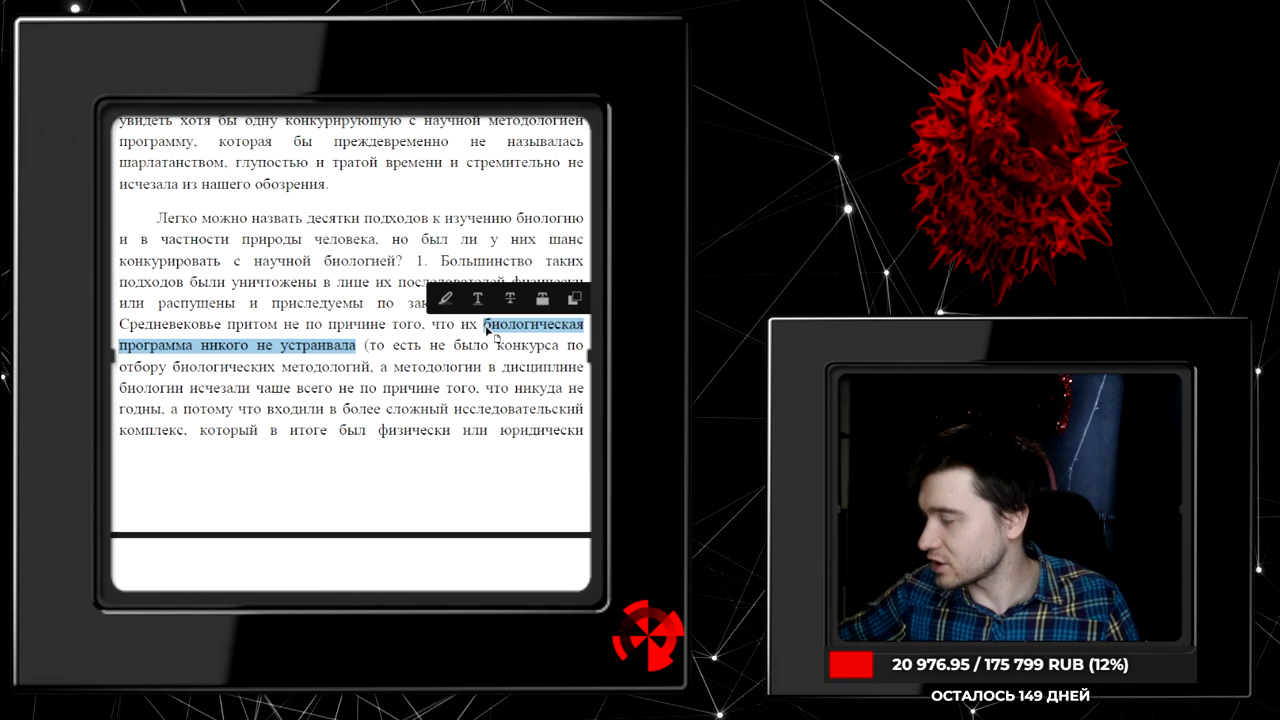 увидеть хотя бы одну конкурирующую с научной методологией
программу, которая бы преждевременно не называлась
шарлатанством, глупостью и тратой времени и стремительно не
исчезала из нашего обозрения.
Легко можно назвать десятки подходов к изучению биологию
и в частности природы человека, но был ли у них шанс
конкурировать с научной биологией? 1. Большинство таких
подходов были уничтожены в лице их последователей физически
или распущены и приследуемы по зак
Средневековье притом не по причине того, что их биологическая
программа никого не устраивала (то есть не было конкурса по
отбору биологических методологий, а методологии в дисциплине
биологии исчезали чаще всего не по причине того, что никуда не
годны, а потому что входили в более сложный исследовательский
комплекс, который в итоге был физически или юридически
20 976.95 / 175 799 RUB (12%)
ОСТАЛОСЬ 149 ДНЕЙ